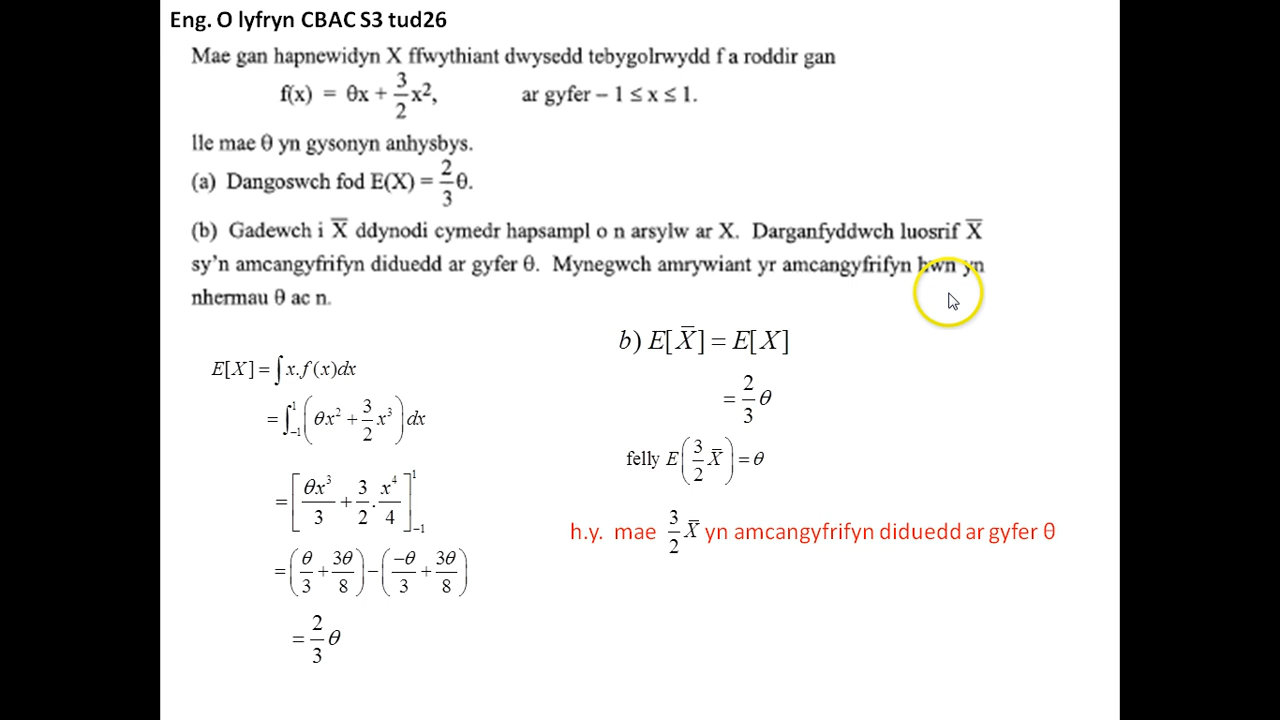 Eng. O lyfryn CBAC S3 tud26
Mae gan hapnewidyn X ffwythiant dwysedd tebygolrwydd f a roddir gan
f(x) = θx + 3/2 x², ar gyfer – 1 ≤ x ≤ 1.
lle mae θ yn gysonyn anhysbys.
(a) Dangoswch fod E(X) = 2/3 θ.
(b) Gadewch i X̅ ddynodi cymedr hapsampl o n arsylw ar X. Darganfyddwch luosrif X̅
sy'n amcangyfrifyn diduedd ar gyfer θ. Mynegwch amrywiant yr amcangyfrifyn hwn yn
nhermau θ ac n.
E[X] = ∫ x.f(x)dx
= ∫₋₁¹ (θx² + 3/2 x³) dx
= [θx³/3 + 3/2 . x⁴/4]₋₁¹
= (θ/3 + 3θ/8) − (−θ/3 + 3θ/8)
= 2/3 θ
b) E[X̅] = E[X]
= 2/3 θ
felly E(3/2 X̅) = θ
h.y. mae 3/2 X̅ yn amcangyfrifyn diduedd ar gyfer θ